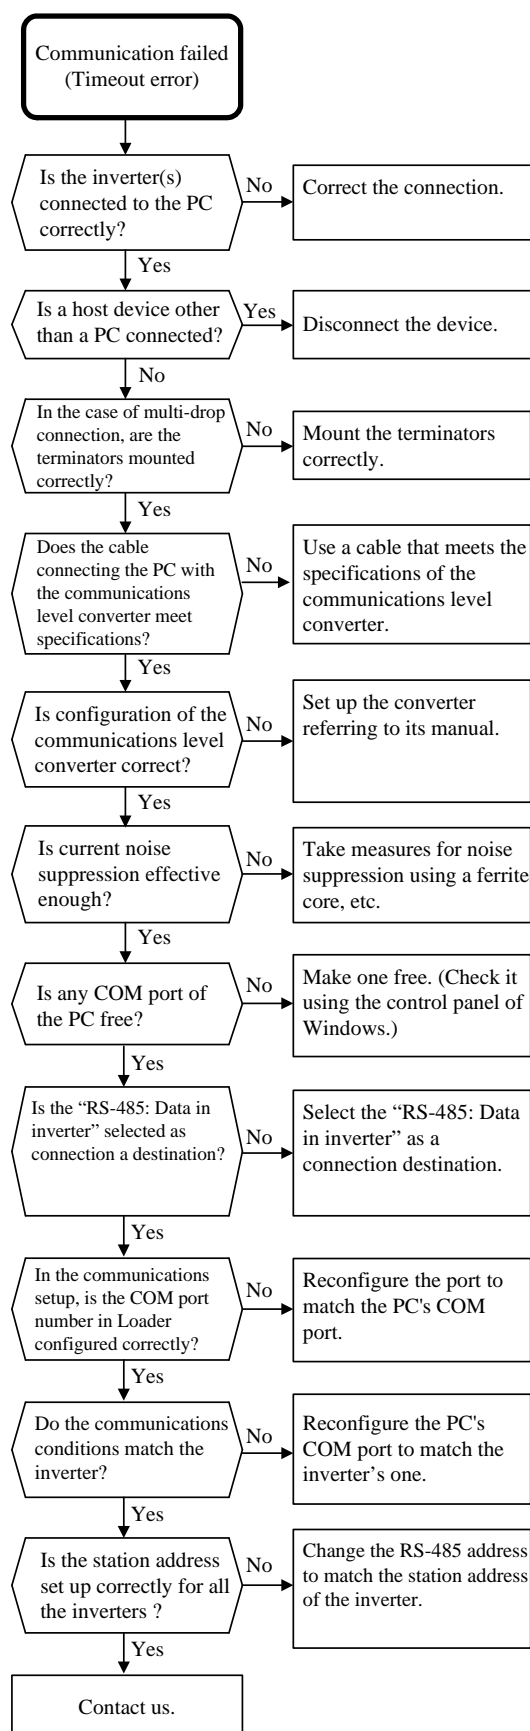 Communication failed
(Timeout error)
Is the inverter(s)
connected to the PC
correctly?
No
Correct the connection.
Yes
Is a host device other
than a PC connected?
Yes
Disconnect the device.
No
In the case of multi-drop
connection, are the
terminators mounted
correctly?
No
Mount the terminators
correctly.
Yes
Does the cable
connecting the PC with
the communications
level converter meet
specifications?
No
Use a cable that meets the
specifications of the
communications level
converter.
Yes
Is configuration of the
communications level
converter correct?
No
Set up the converter
referring to its manual.
Yes
Is current noise
suppression effective
enough?
No
Take measures for noise
suppression using a ferrite
core, etc.
Yes
Is any COM port of
the PC free?
No
Make one free. (Check it
using the control panel of
Windows.)
Yes
Is the “RS-485: Data in
inverter” selected as
connection a destination?
No
Select the “RS-485: Data
in inverter” as a
connection destination.
Yes
In the communications
setup, is the COM port
number in Loader
configured correctly?
No
Reconfigure the port to
match the PC's COM
port.
Yes
Do the communications
conditions match the
inverter?
No
Reconfigure the PC's
COM port to match the
inverter’s one.
Yes
Is the station address
set up correctly for all
the inverters ?
No
Change the RS-485 address
to match the station address
of the inverter.
Yes
Contact us.